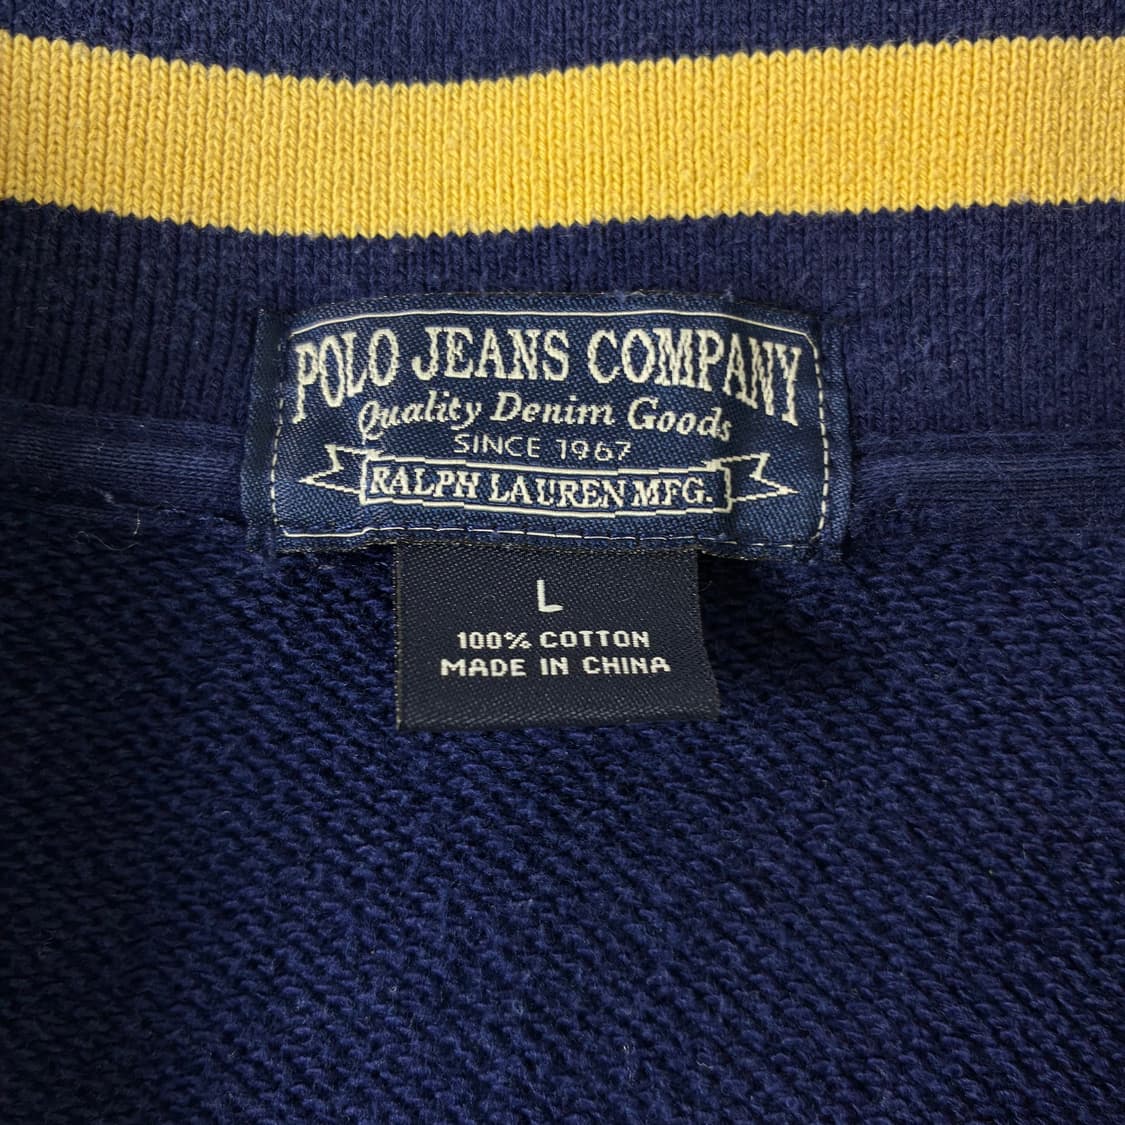 POLO JEANS COMPANY
Quality Denim Goods
SINCE 1967
RALPH LAUREN MFG.
L
100% COTTON
MADE IN CHINA